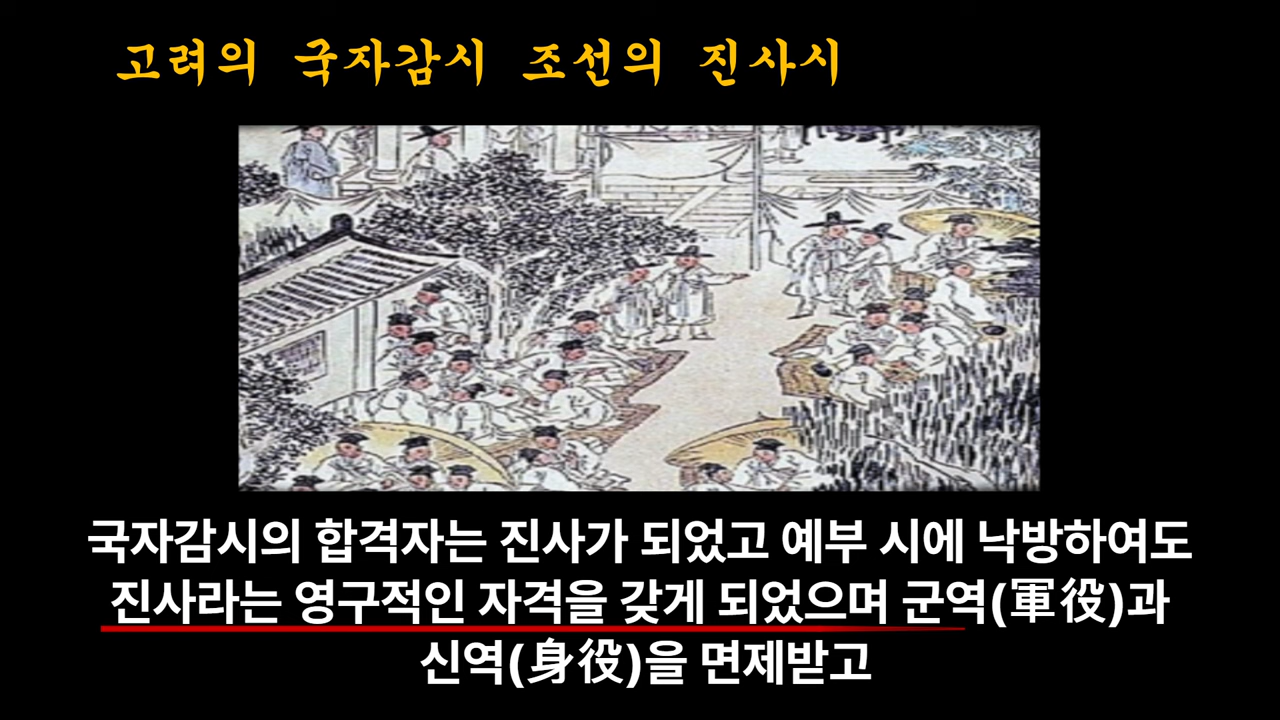 고려의 국자감시 조선의 진사시
국자감시의 합격자는 진사가 되었고 예부 시에 낙방하여도
진사라는 영구적인 자격을 갖게 되었으며 군역(軍役)과
신역(身役)을 면제받고